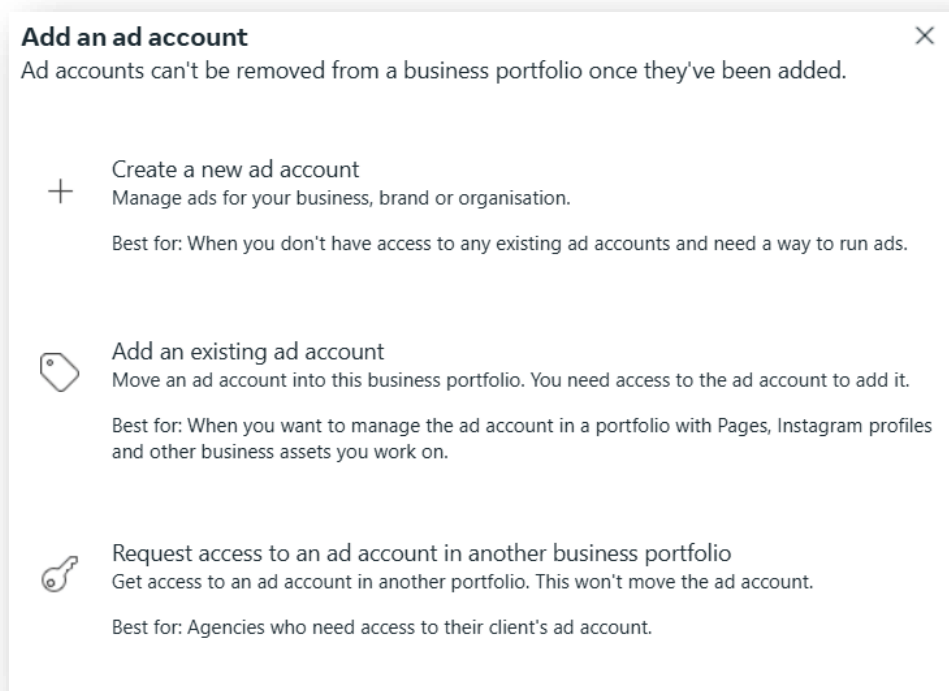 Add an ad account
Ad accounts can't be removed from a business portfolio once they've been added.
Create a new ad account
Manage ads for your business, brand or organisation.
Best for: When you don't have access to any existing ad accounts and need a way to run ads.
Add an existing ad account
Move an ad account into this business portfolio. You need access to the ad account to add it.
Best for: When you want to manage the ad account in a portfolio with Pages, Instagram profiles
and other business assets you work on.
Request access to an ad account in another business portfolio
Get access to an ad account in another portfolio. This won't move the ad account.
Best for: Agencies who need access to their client's ad account.